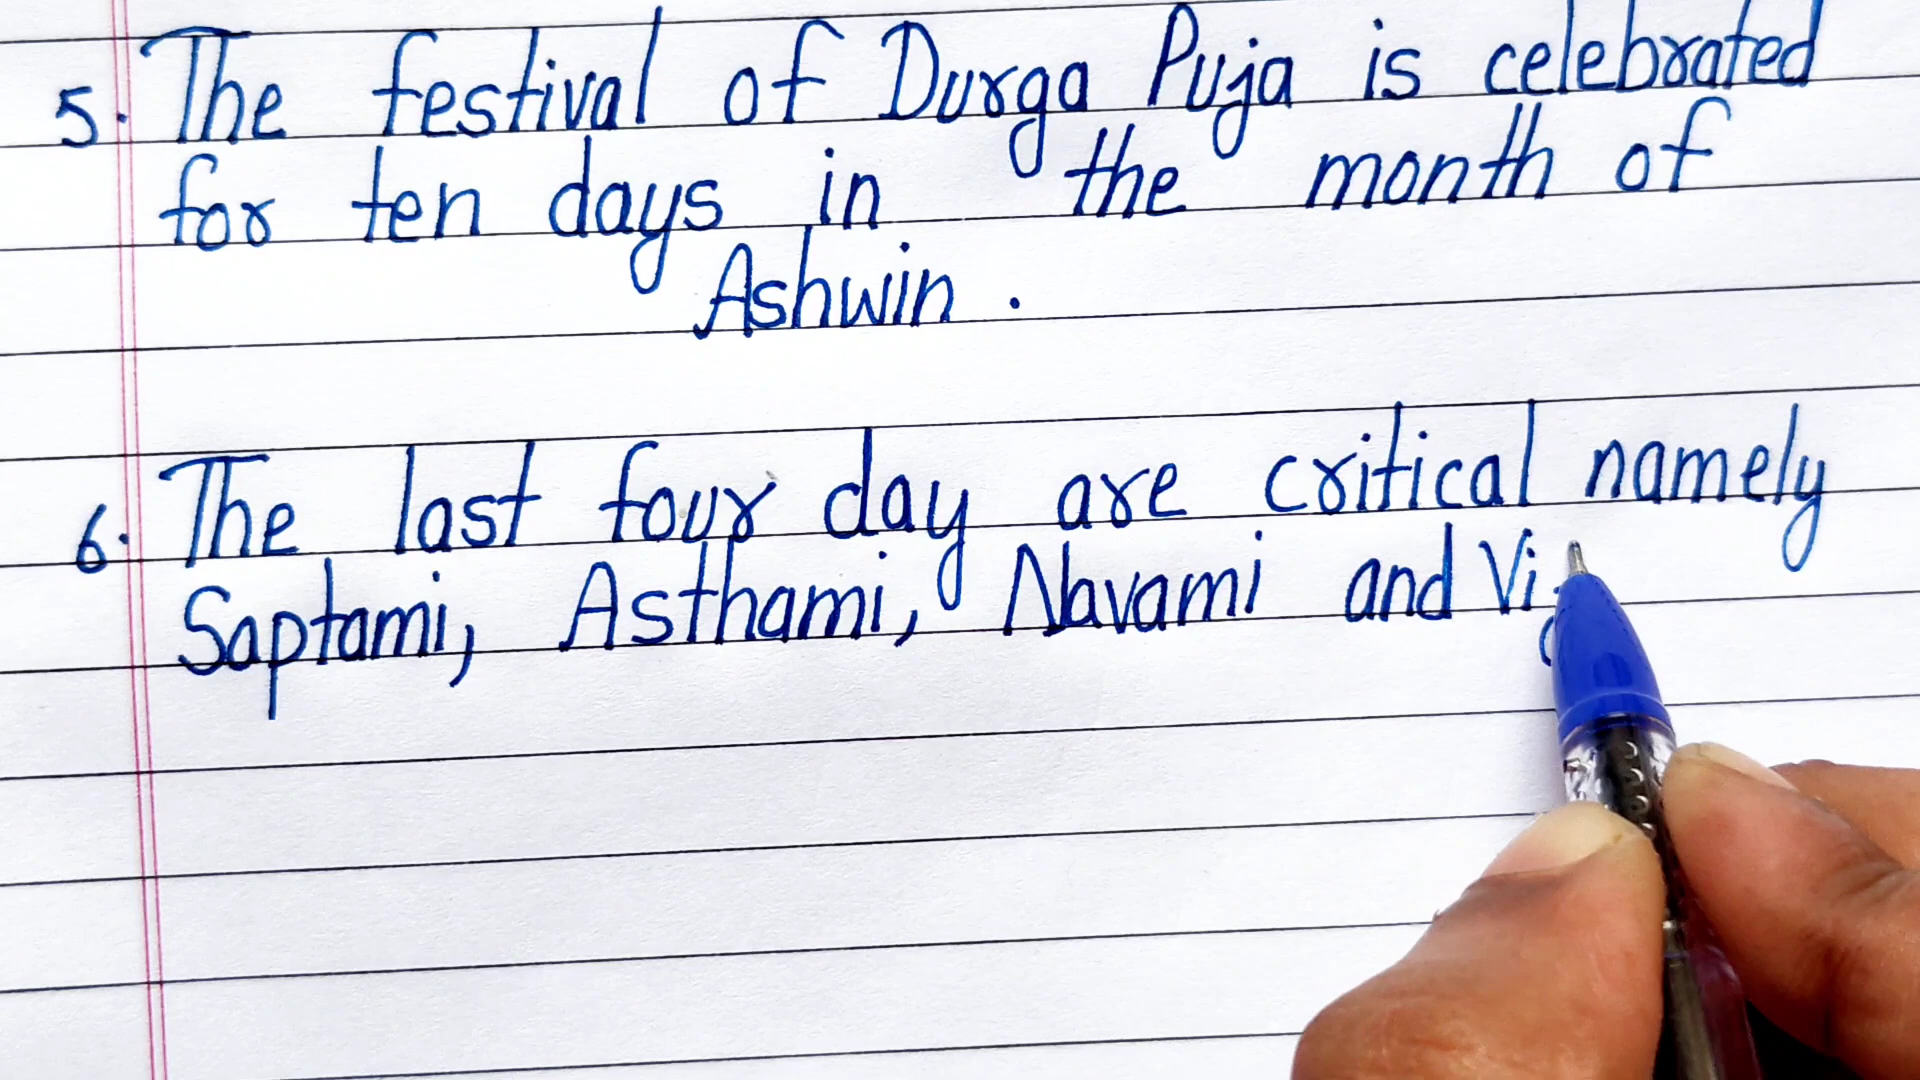 5. The festival of Durga Puja is celebrated
for ten days in the month of
Ashwin.
6. The last four day are critical namely
Saptami, Asthami, Navami and Vij